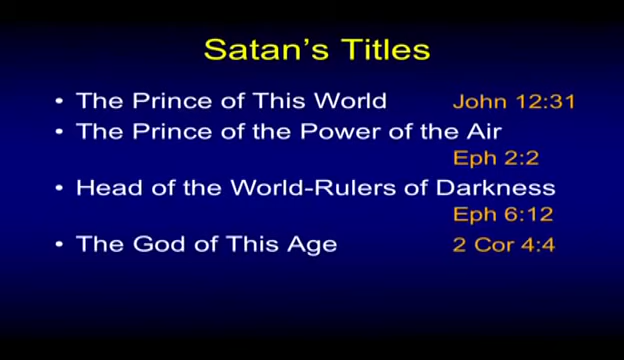 Satan's Titles
• The Prince of This World John 12:31
• The Prince of the Power of the Air
Eph 2:2
• Head of the World-Rulers of Darkness
Eph 6:12
• The God of This Age 2 Cor 4:4